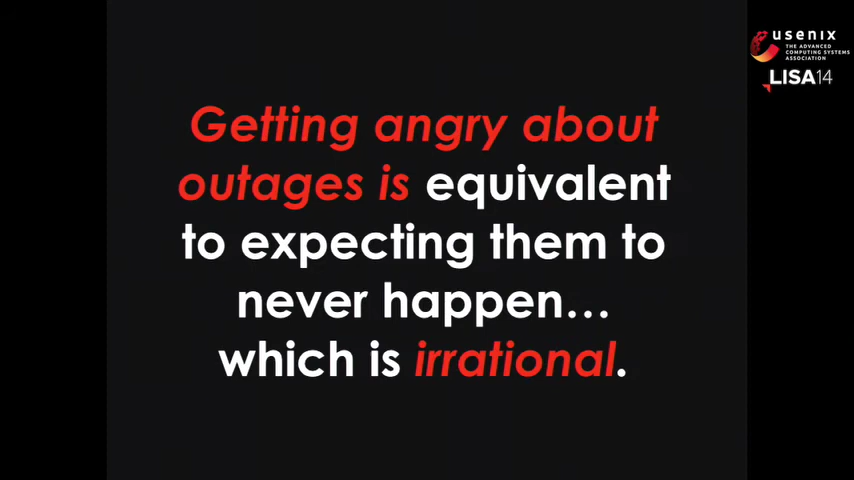 Getting angry about
outages is equivalent
to expecting them to
never happen...
which is irrational.
usenix
THE ADVANCED
COMPUTING SYSTEMS
ASSOCIATION
LISA14